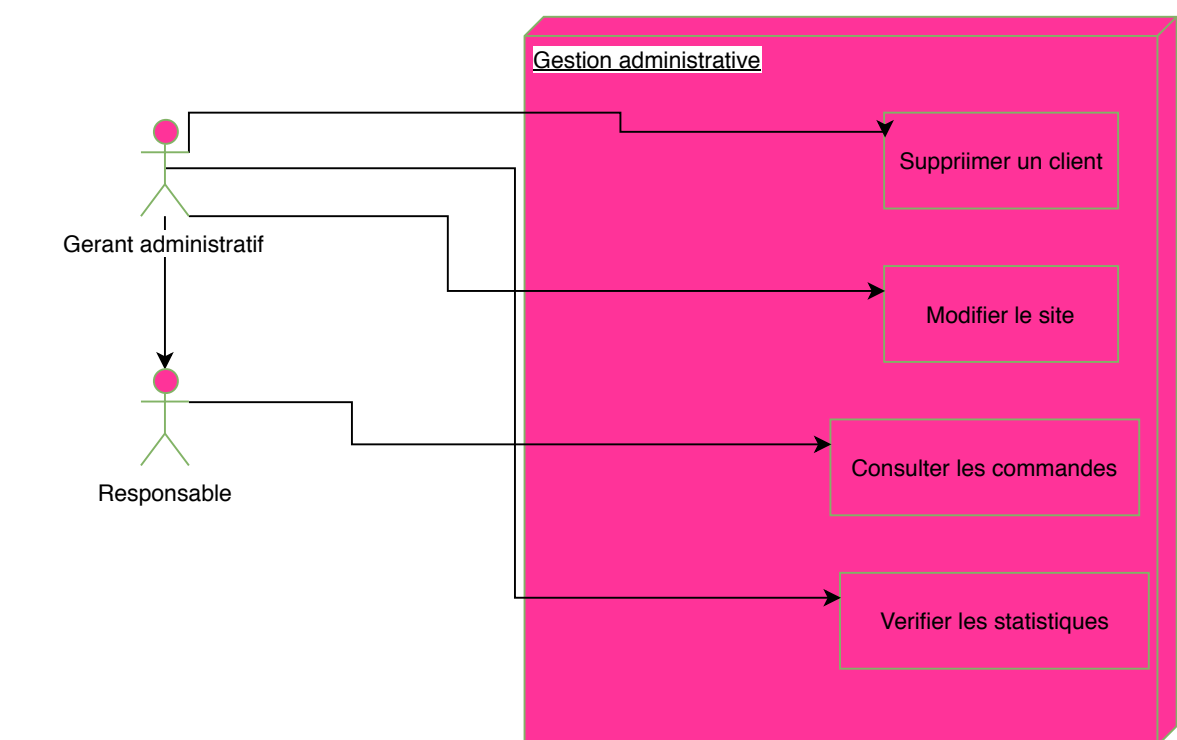 Gestion administrative
Suppriimer un client
Gerant administratif
Modifier le site
Consulter les commandes
Responsable
Verifier les statistiques